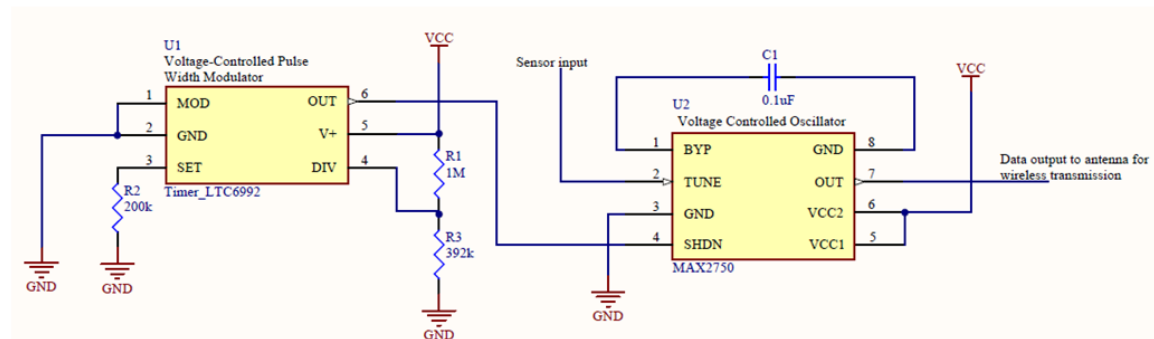 U1
Voltage-Controlled Pulse
Width Modulator
1
MOD
OUT
6
2
GND
V+
5
3
SET
DIV
4
Timer_LTC6992
R2
200k
GND
GND
VCC
R1
1M
R3
392k
GND
Sensor input
C1
0.1uF
U2
Voltage Controlled Oscillator
1
BYP
GND
8
2
TUNE
OUT
7
3
GND
VCC2
6
4
SHDN
VCC1
5
MAX2750
GND
VCC
Data output to antenna for
wireless transmission